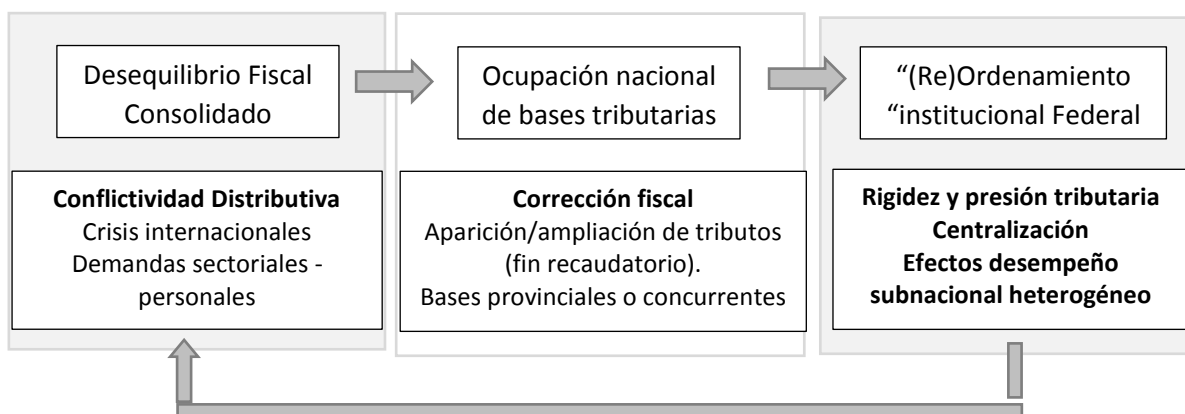 Desequilibrio Fiscal
Consolidado
Conflictividad Distributiva
Crisis internacionales
Demandas sectoriales -
personales
Ocupación nacional
de bases tributarias
Corrección fiscal
Aparición/ampliación de tributos
(fin recaudatorio).
Bases provinciales o concurrentes
“(Re)Ordenamiento
“institucional Federal
Rigidez y presión tributaria
Centralización
Efectos desempeño
subnacional heterogéneo